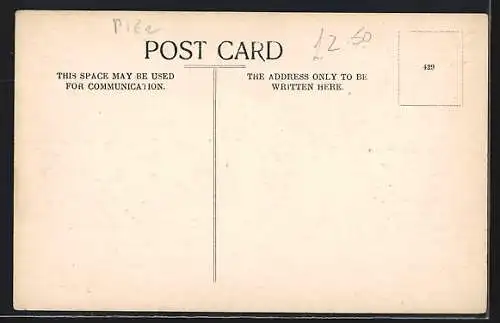 PIER
12.50
POST CARD
THIS SPACE MAY BE USED
FOR COMMUNICATION.
THE ADDRESS ONLY TO BE
WRITTEN HERE.
439